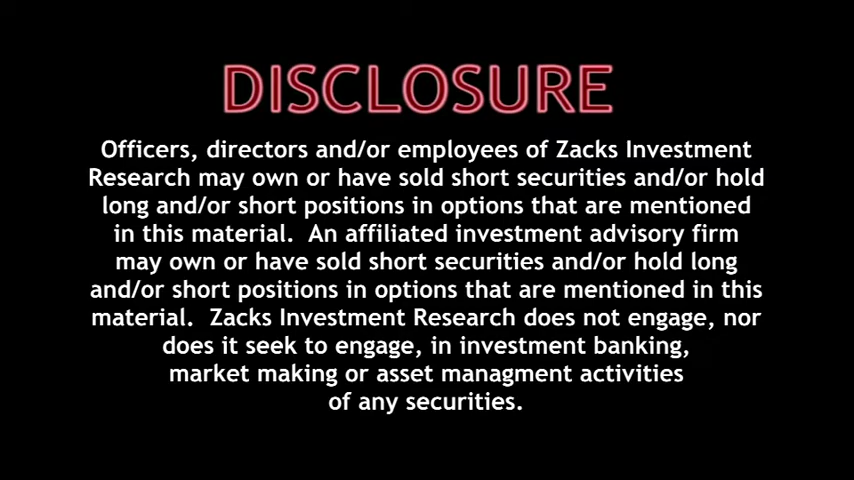 DISCLOSURE
Officers, directors and/or employees of Zacks Investment
Research may own or have sold short securities and/or hold
long and/or short positions in options that are mentioned
in this material.  An affiliated investment advisory firm
may own or have sold short securities and/or hold long
and/or short positions in options that are mentioned in this
material.  Zacks Investment Research does not engage, nor
does it seek to engage, in investment banking,
market making or asset managment activities
of any securities.